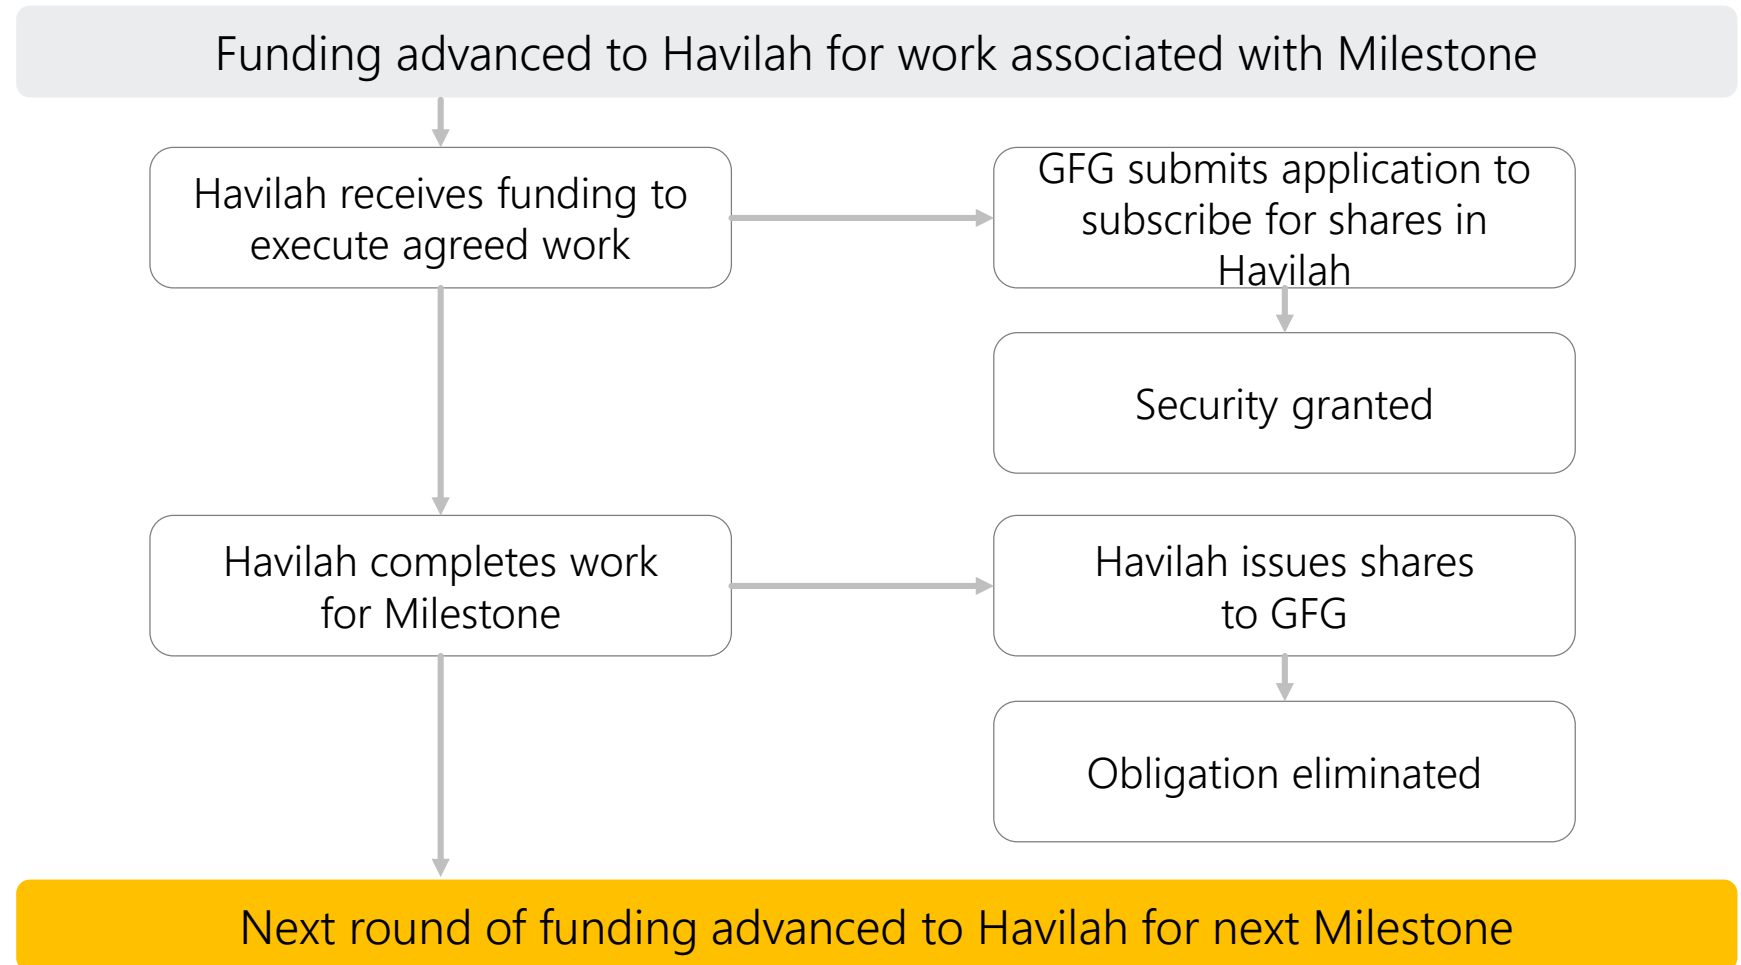 Funding advanced to Havilah for work associated with Milestone
Havilah receives funding to
execute agreed work
GFG submits application to
subscribe for shares in
Havilah
Security granted
Havilah completes work
for Milestone
Havilah issues shares
to GFG
Obligation eliminated
Next round of funding advanced to Havilah for next Milestone